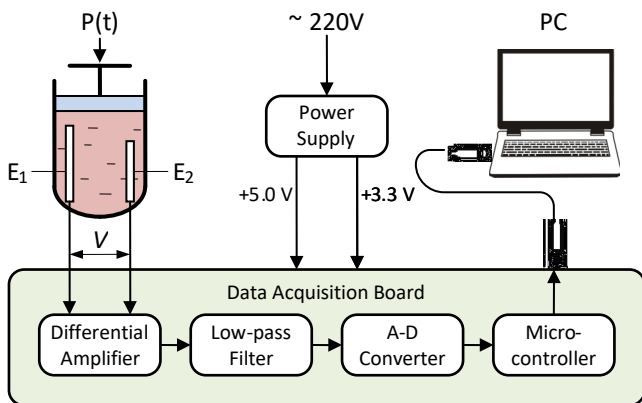 P(t)
~ 220V
PC
Power
Supply
E₁
E₂
+5.0 V
+3.3 V
V
Data Acquisition Board
Differential
Amplifier
Low-pass
Filter
A-D
Converter
Micro-
controller